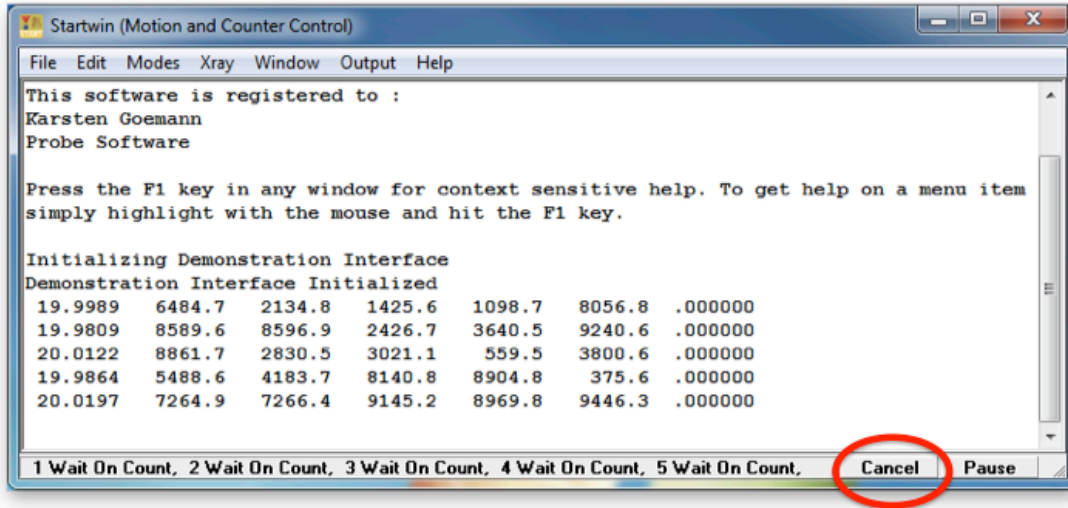 Startwin (Motion and Counter Control)
File Edit Modes Xray Window Output Help
This software is registered to :
Karsten Goemann
Probe Software
Press the F1 key in any window for context sensitive help. To get help on a menu item
simply highlight with the mouse and hit the F1 key.
Initializing Demonstration Interface
Demonstration Interface Initialized
19.9989 6484.7 2134.8 1425.6 1098.7 8056.8 .000000
19.9809 8589.6 8596.9 2426.7 3640.5 9240.6 .000000
20.0122 8861.7 2830.5 3021.1 559.5 3800.6 .000000
19.9864 5488.6 4183.7 8140.8 8904.8 375.6 .000000
20.0197 7264.9 7266.4 9145.2 8969.8 9446.3 .000000
1 Wait On Count, 2 Wait On Count, 3 Wait On Count, 4 Wait On Count, 5 Wait On Count, Cancel Pause